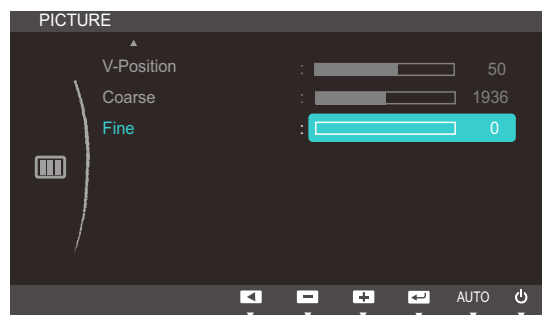 PICTURE
V-Position : 50
Coarse : 1936
Fine : 0
AUTO